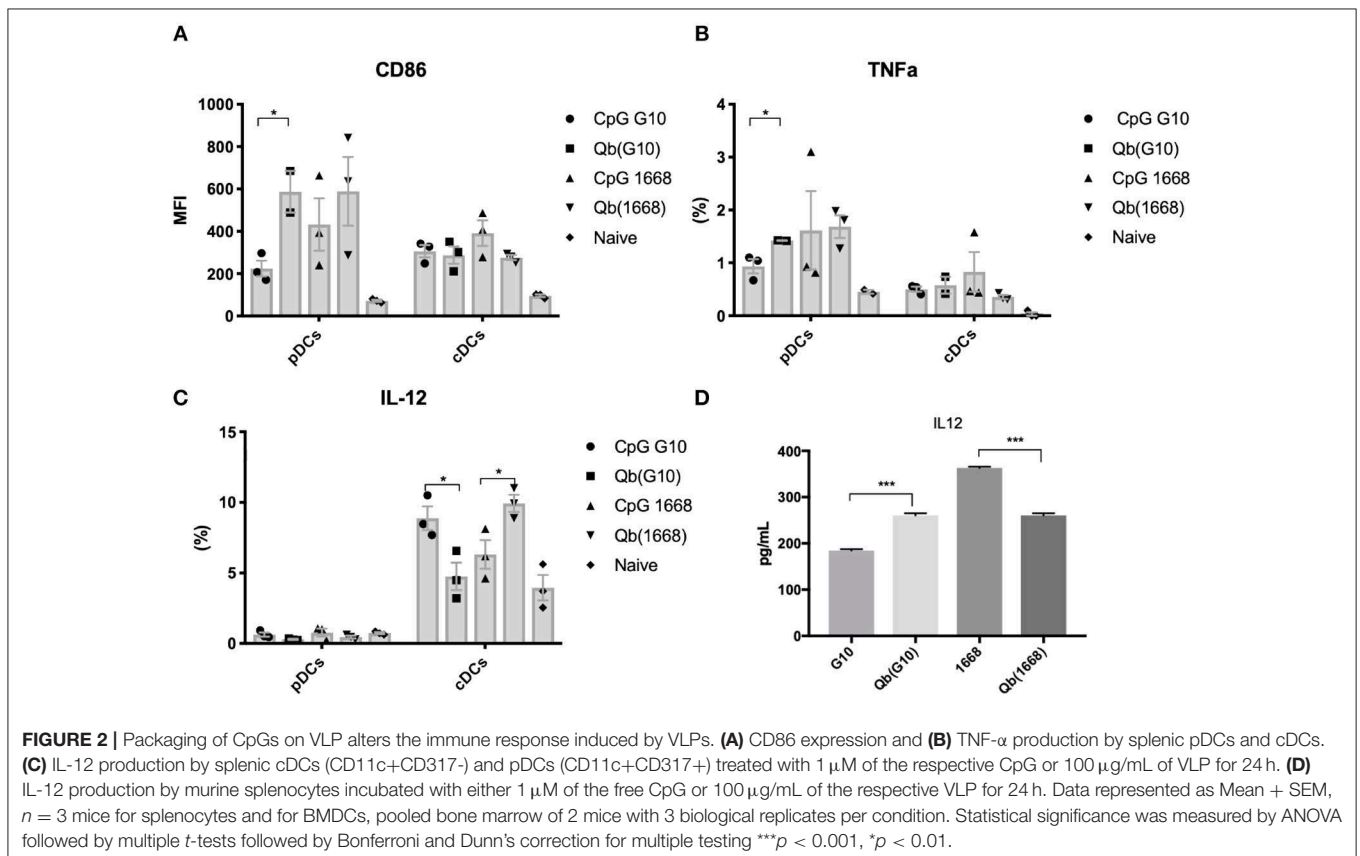 A
CD86
1000
800
600
400
200
0
MFI
*
pDCs
cDCs
CpG G10
Qb(G10)
CpG 1668
Qb(1668)
Naive
B
TNFa
4
3
2
1
0
(%)
*
pDCs
cDCs
CpG G10
Qb(G10)
CpG 1668
Qb(1668)
Naive
C
IL-12
15
10
5
0
(%)
*
*
pDCs
cDCs
CpG G10
Qb(G10)
CpG 1668
Qb(1668)
Naive
D
IL12
400
300
200
100
0
pg/mL
***
***
G10
Qb(G10)
1668
Qb(1668)
FIGURE 2 | Packaging of CpGs on VLP alters the immune response induced by VLPs. (A) CD86 expression and (B) TNF-α production by splenic pDCs and cDCs.
(C) IL-12 production by splenic cDCs (CD11c+CD317-) and pDCs (CD11c+CD317+) treated with 1 μM of the respective CpG or 100 μg/mL of VLP for 24 h. (D)
IL-12 production by murine splenocytes incubated with either 1 μM of the free CpG or 100 μg/mL of the respective VLP for 24 h. Data represented as Mean + SEM,
n = 3 mice for splenocytes and for BMDCs, pooled bone marrow of 2 mice with 3 biological replicates per condition. Statistical significance was measured by ANOVA
followed by multiple t-tests followed by Bonferroni and Dunn's correction for multiple testing ***p < 0.001, *p < 0.01.